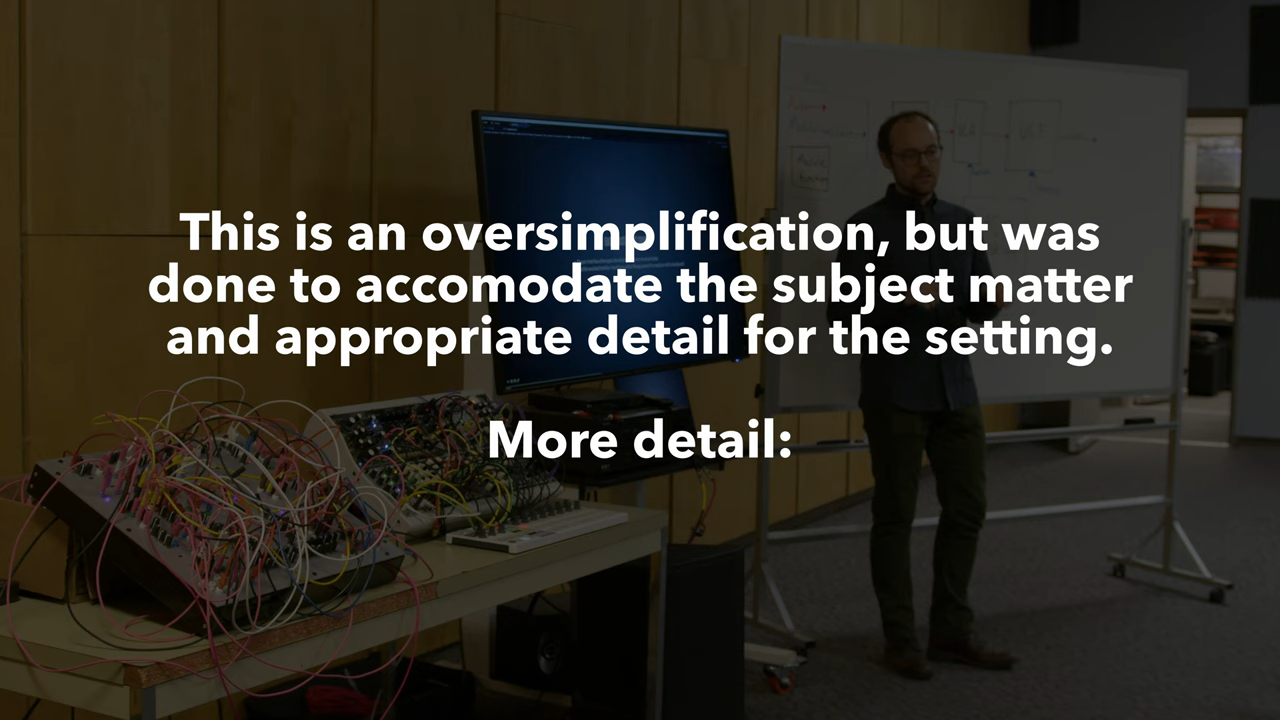 This is an oversimplification, but was
done to accomodate the subject matter
and appropriate detail for the setting.
More detail: